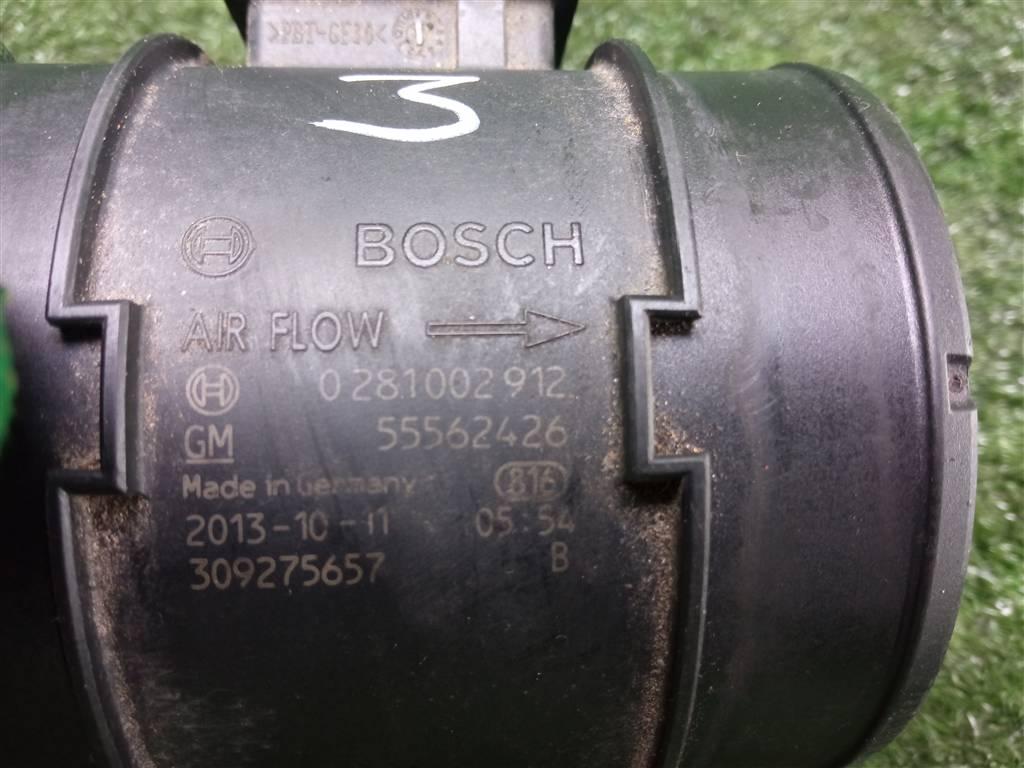 >PBT-GF30<
3
BOSCH
AIR FLOW
0 281 002 912
GM 55562426
Made in Germany 816
2013-10-11 05:54
309275657 B